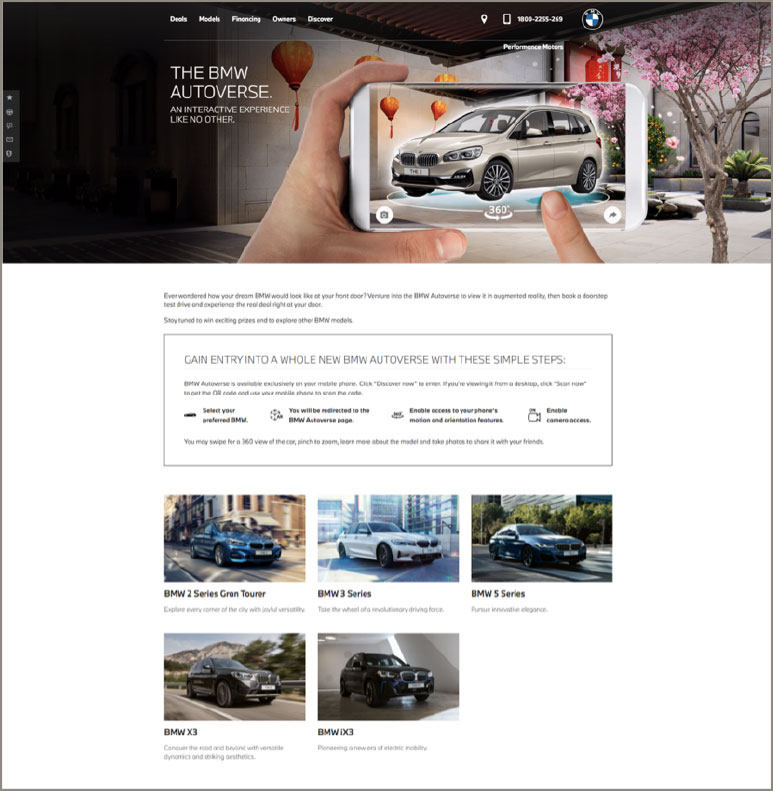 Deals Models Financing Owners Discover 1800-2255-269
Performance Motors
THE BMW
AUTOVERSE.
AN INTERACTIVE EXPERIENCE
LIKE NO OTHER.
THE 2
360°
Ever wondered how your dream BMW would look like at your front door? Venture into the BMW Autoverse to view it in augmented reality, then book a doorstep
test drive and experience the real deal right at your door.
Stay tuned to win exciting prizes and to explore other BMW models.
GAIN ENTRY INTO A WHOLE NEW BMW AUTOVERSE WITH THESE SIMPLE STEPS:
BMW Autoverse is available exclusively on your mobile phone. Click "Discover now" to enter. If you're viewing it from a desktop, click "Scan now"
to get the QR code and use your mobile phone to scan the code.
Select your
preferred BMW.
You will be redirected to the
BMW Autoverse page.
Enable access to your phone's
motion and orientation features.
Enable
camera access.
You may swipe for a 360 view of the car, pinch to zoom, learn more about the model and take photos to share it with your friends.
BMW 2 Series Gran Tourer
Explore every corner of the city with joyful versatility.
BMW 3 Series
Take the wheel of a revolutionary driving force.
BMW 5 Series
Pursue innovative elegance.
BMW X3
Conquer the road and beyond with versatile
dynamics and striking aesthetics.
BMW iX3
Pioneering a new era of electric mobility.